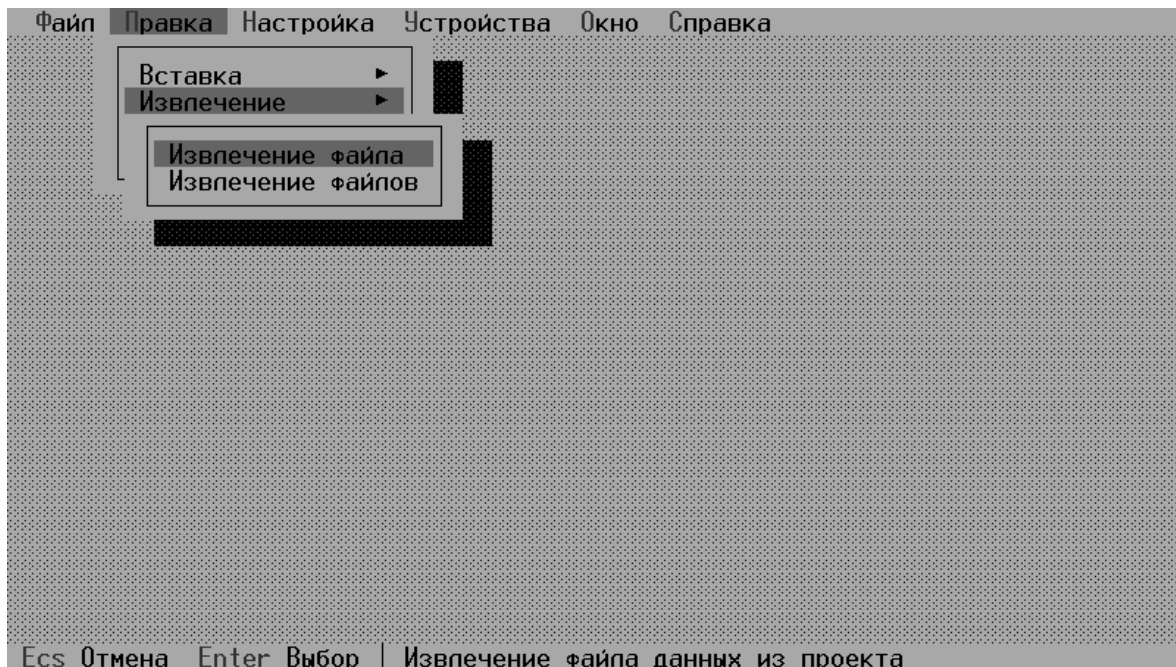 Файл Правка Настройка Устройства Окно Справка
Вставка
Извлечение
Извлечение файла
Извлечение файлов
Ecs Отмена Enter Выбор | Извлечение файла данных из проекта